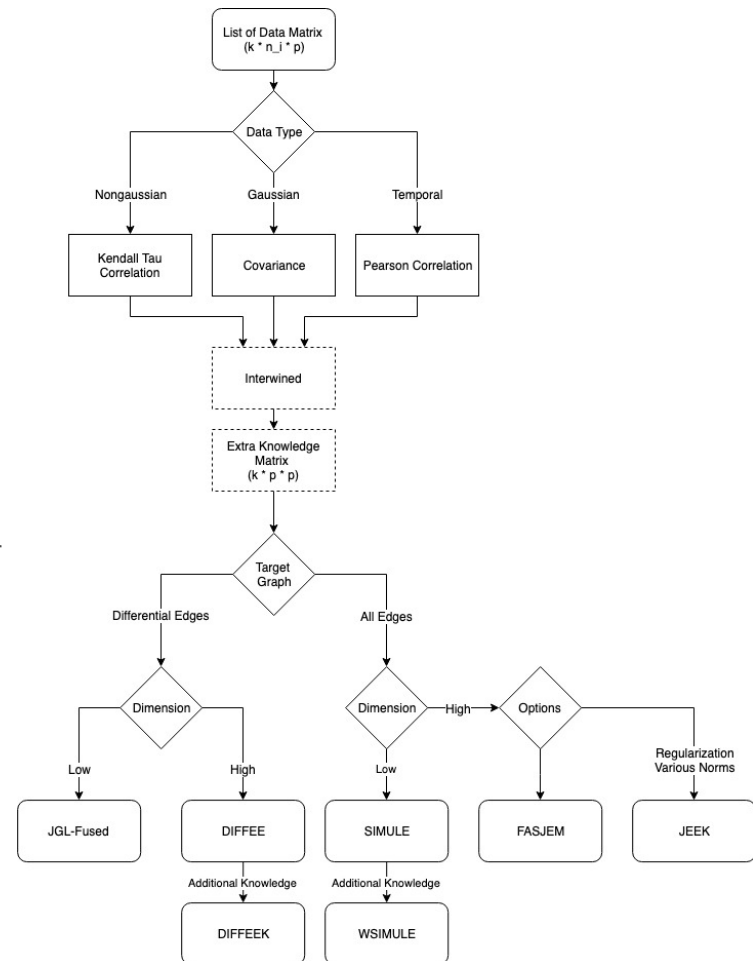 List of Data Matrix
(k * n_i * p)
Data Type
Nongaussian
Gaussian
Temporal
Kendall Tau
Correlation
Covariance
Pearson Correlation
Interwined
Extra Knowledge
Matrix
(k * p * p)
Target
Graph
Differential Edges
All Edges
Dimension
Dimension
High
Options
Low
High
Low
Regularization
Various Norms
JGL-Fused
DIFFEE
SIMULE
FASJEM
JEEK
Additional Knowledge
Additional Knowledge
DIFFEEK
WSIMULE